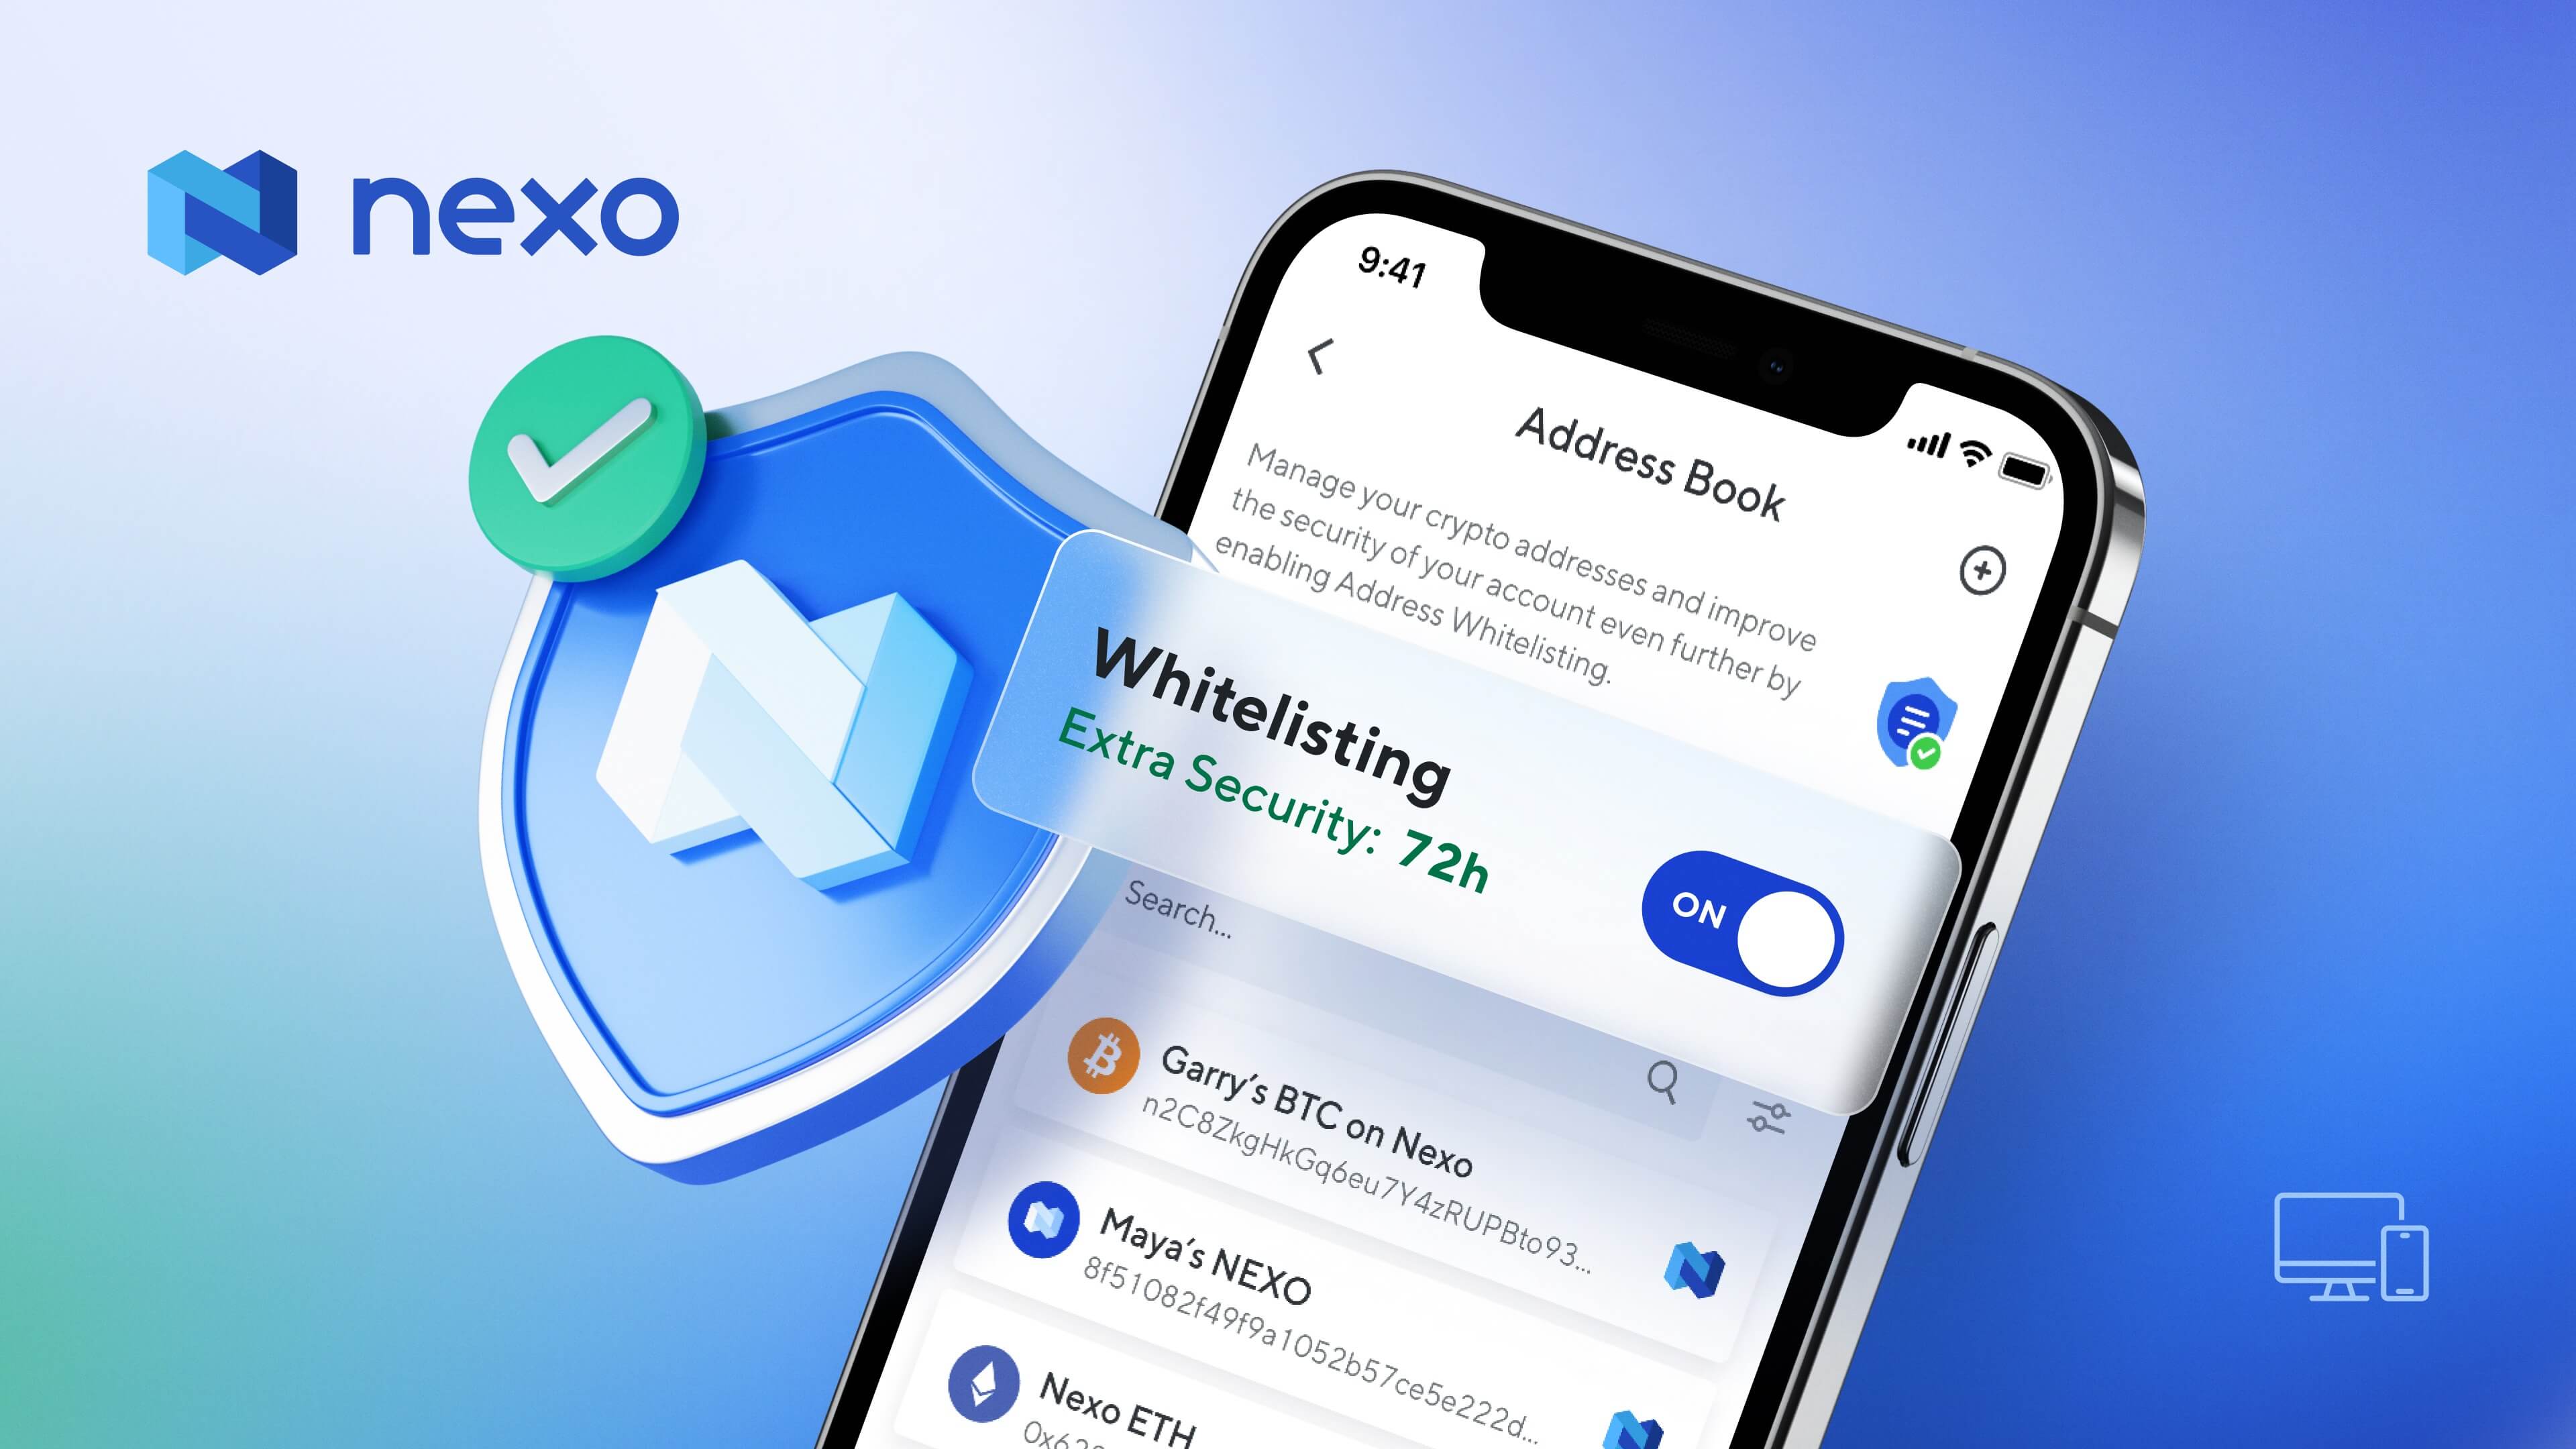 nexo
9:41
Address Book
Manage your crypto addresses and improve
the security of your account even further by
enabling Address Whitelisting.
Whitelisting
Extra Security: 72h
ON
Search...
Garry's BTC on Nexo
n2C8ZkgHkGq6eu7Y4zRUPBto93...
Maya's NEXO
8f51082f49f9a1052b57ce5e222d...
Nexo ETH